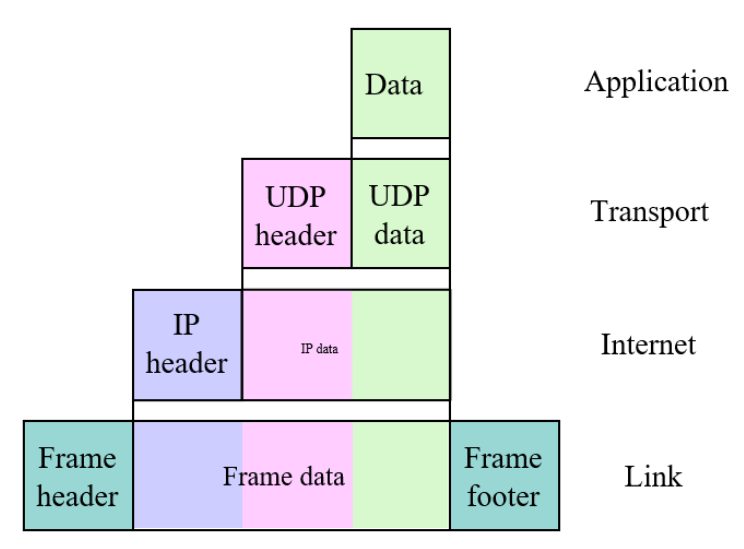 Data
Application
UDP
header
UDP
data
Transport
IP
header
IP data
Internet
Frame
header
Frame data
Frame
footer
Link